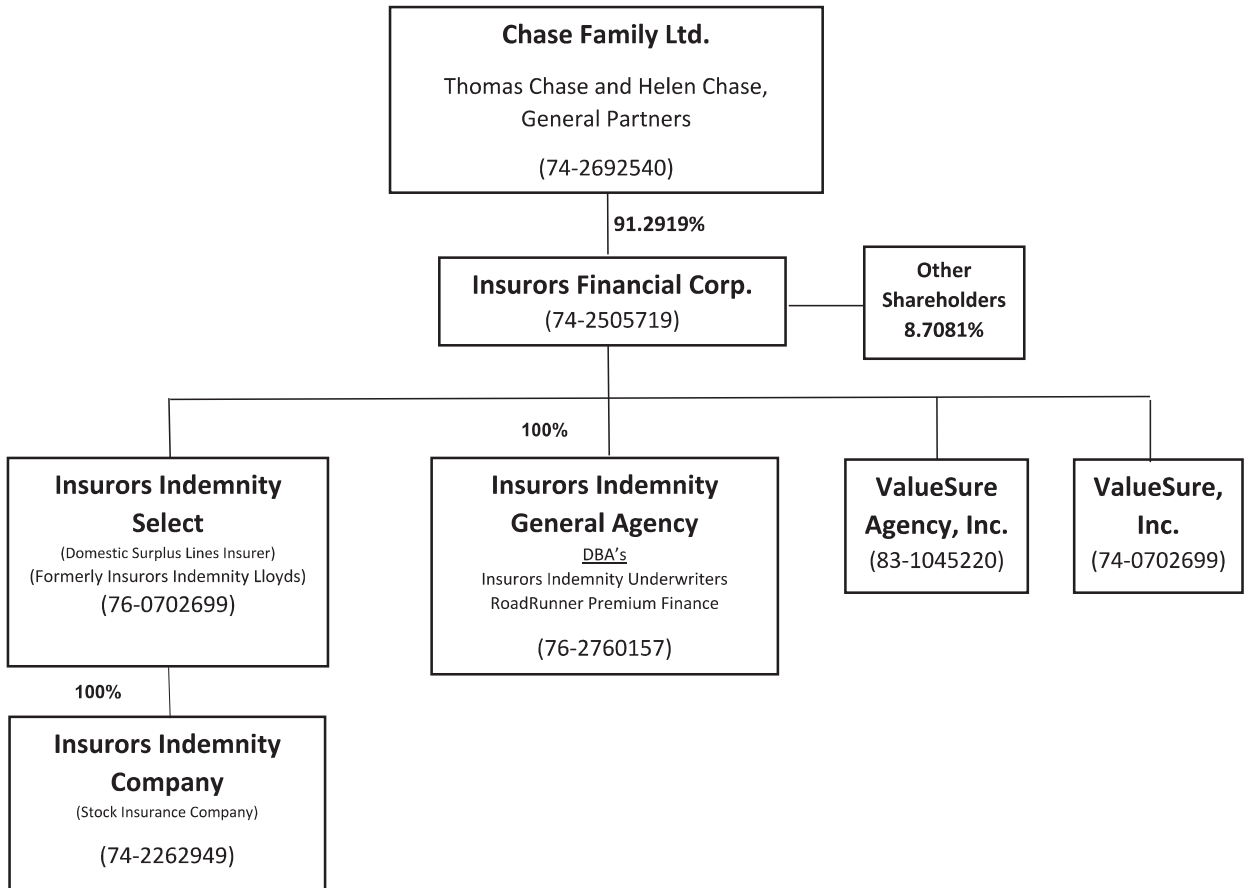 Chase Family Ltd.
Thomas Chase and Helen Chase,
General Partners
(74-2692540)
91.2919%
Insurors Financial Corp.
(74-2505719)
Other
Shareholders
8.7081%
100%
Insurors Indemnity
Select
(Domestic Surplus Lines Insurer)
(Formerly Insurors Indemnity Lloyds)
(76-0702699)
Insurors Indemnity
General Agency
DBA's
Insurors Indemnity Underwriters
RoadRunner Premium Finance
(76-2760157)
ValueSure
Agency, Inc.
(83-1045220)
ValueSure,
Inc.
(74-0702699)
100%
Insurors Indemnity
Company
(Stock Insurance Company)
(74-2262949)